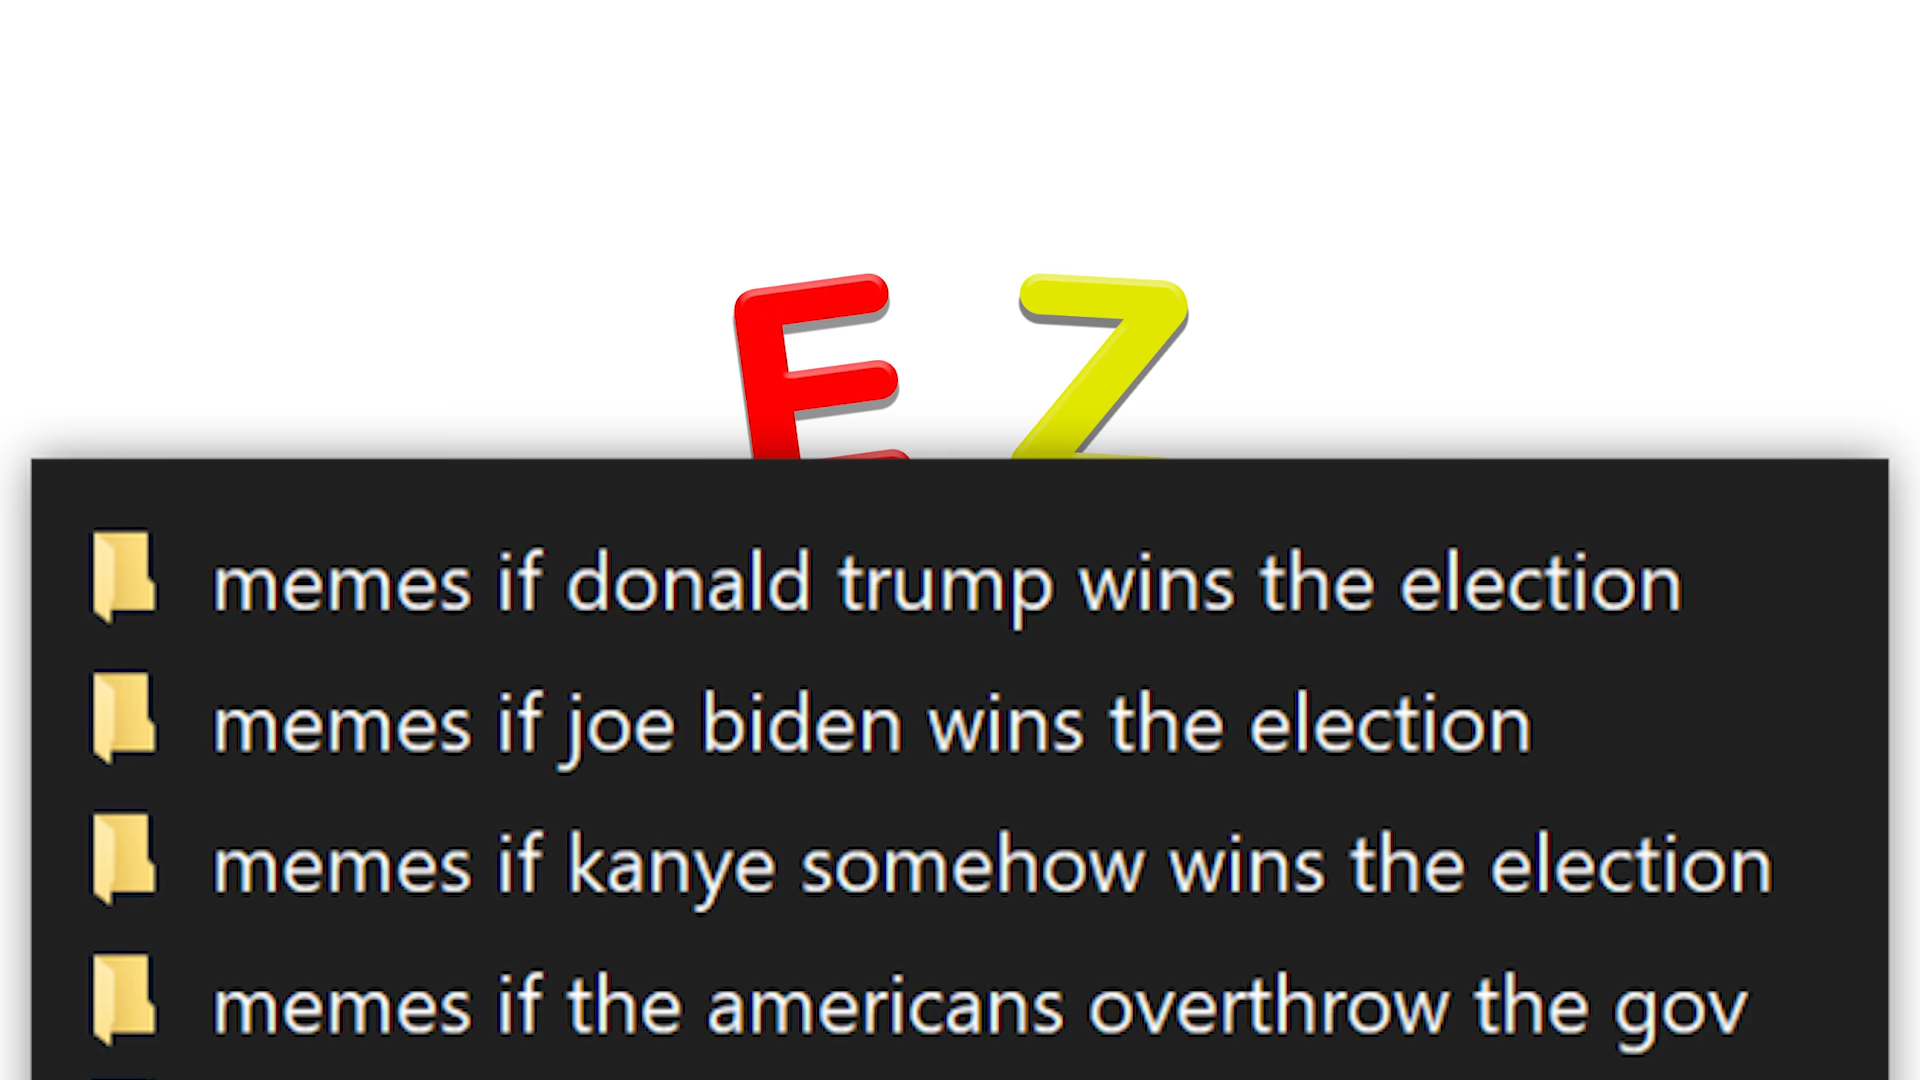 E Z
memes if donald trump wins the election
memes if joe biden wins the election
memes if kanye somehow wins the election
memes if the americans overthrow the gov